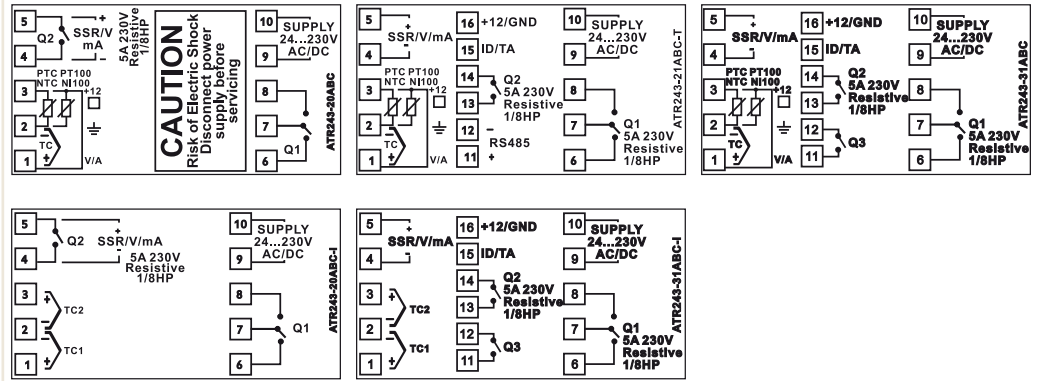 5
4
Q2
+
SSR/V
mA
–
5A 230V
Resistive
1/8HP
PTC PT100
NTC NI100
+12
3
2
1
TC
+
V/A
CAUTION
Risk of Electric Shock
Disconnect power
supply before
servicing
10
9
SUPPLY
24...230V
AC/DC
8
7
6
Q1
ATR243-20ABC
5
4
+
SSR/V/mA
-
PTC PT100
NTC NI100
+12
3
2
1
TC
+
V/A
16
+12/GND
15
ID/TA
14
13
Q2
5A 230V
Resistive
1/8HP
12
–
RS485
11
+
10
9
SUPPLY
24...230V
AC/DC
8
7
6
Q1
5A 230V
Resistive
1/8HP
ATR243-21ABC-T
5
4
+
SSR/V/mA
-
PTC PT100
NTC NI100
+12
3
2
1
TC
+
V/A
16
+12/GND
15
ID/TA
14
13
Q2
5A 230V
Resistive
1/8HP
12
11
Q3
10
9
SUPPLY
24...230V
AC/DC
8
7
6
Q1
5A 230V
Resistive
1/8HP
ATR243-31ABC
5
4
Q2
+
SSR/V/mA
-
5A 230V
Resistive
1/8HP
3
2
1
+
–
TC2
–
+
TC1
10
9
SUPPLY
24...230V
AC/DC
8
7
6
Q1
ATR243-20ABC-I
5
4
+
SSR/V/mA
-
3
2
1
+
–
TC2
–
+
TC1
16
+12/GND
15
ID/TA
14
13
Q2
5A 230V
Resistive
1/8HP
12
11
Q3
10
9
SUPPLY
24...230V
AC/DC
8
7
6
Q1
5A 230V
Resistive
1/8HP
ATR243-31ABC-I